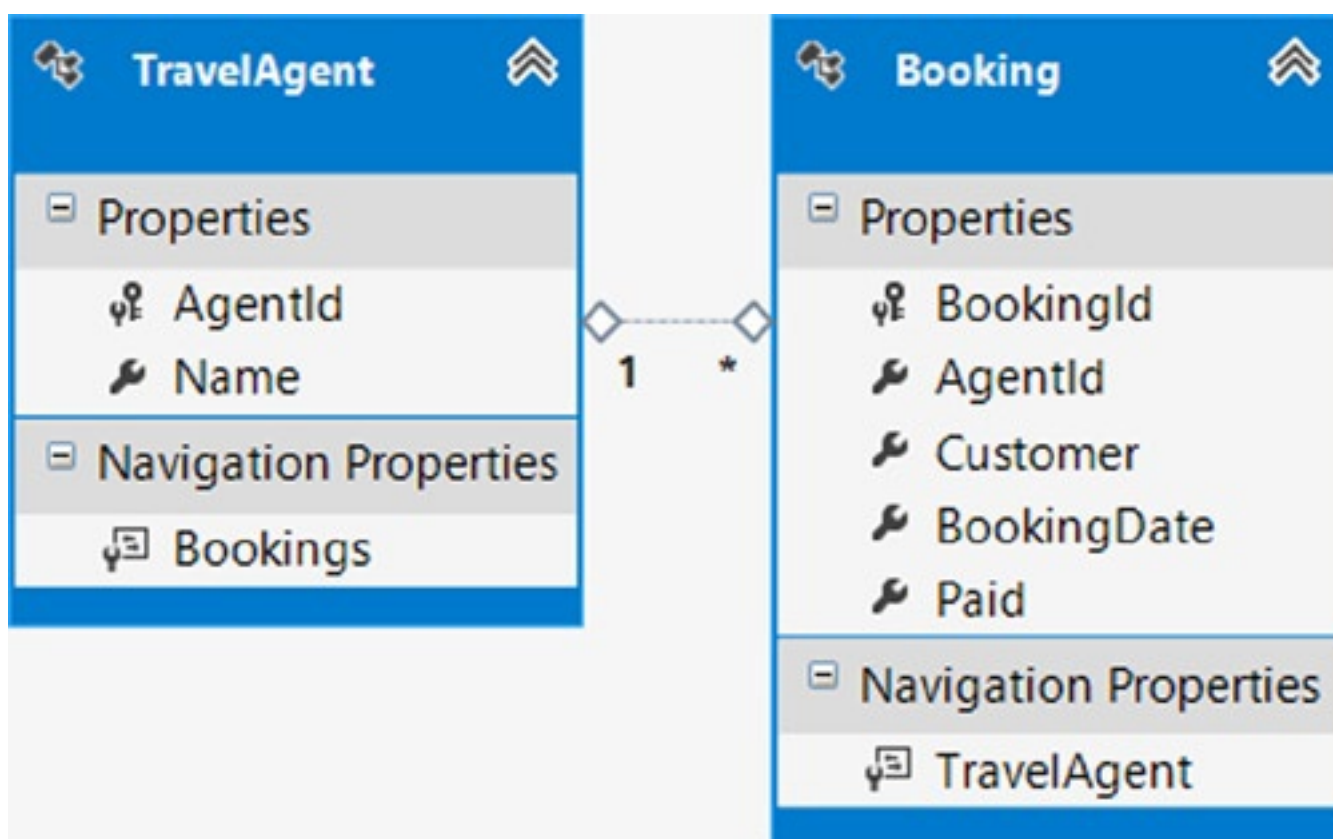 TravelAgent
Properties
AgentId
Name
Navigation Properties
Bookings
1 *
Booking
Properties
BookingId
AgentId
Customer
BookingDate
Paid
Navigation Properties
TravelAgent